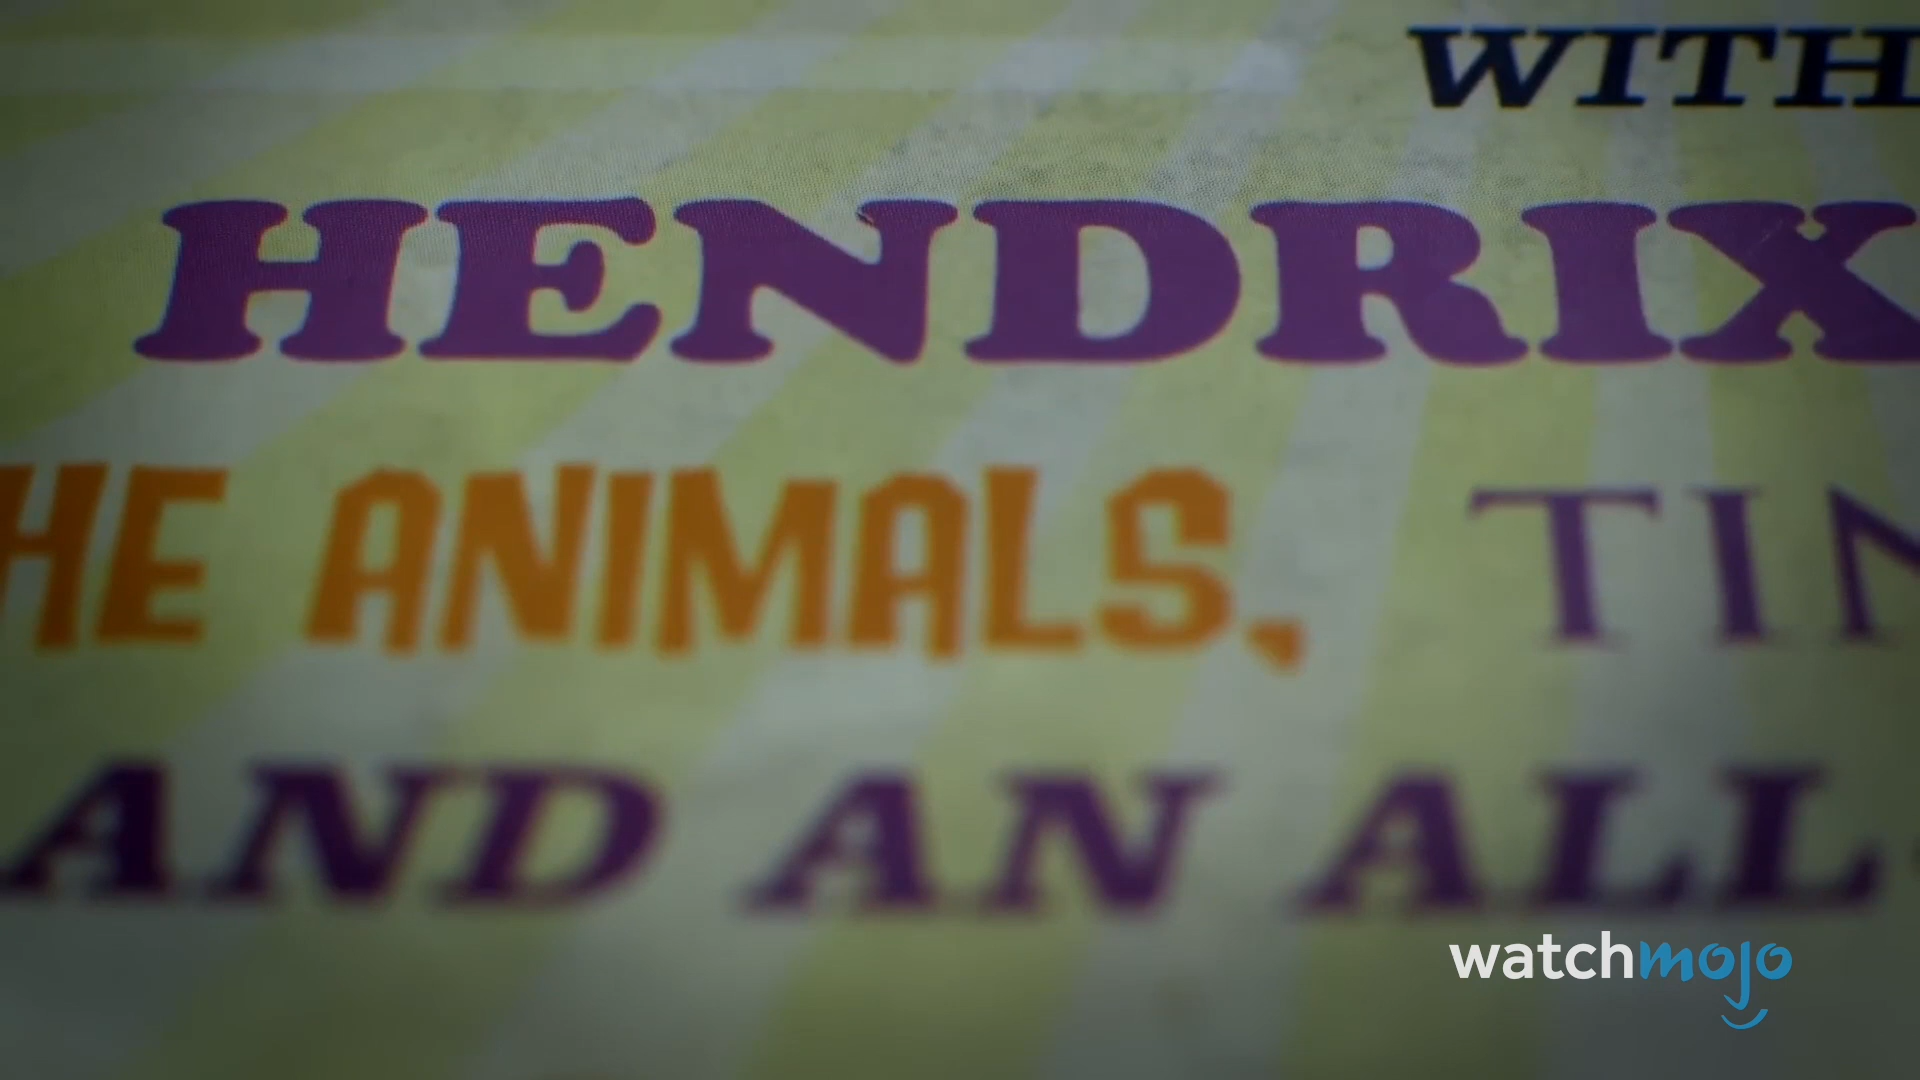 WITH
HENDRIX
HE ANIMALS, TIN
AND AN ALL
watchmojo